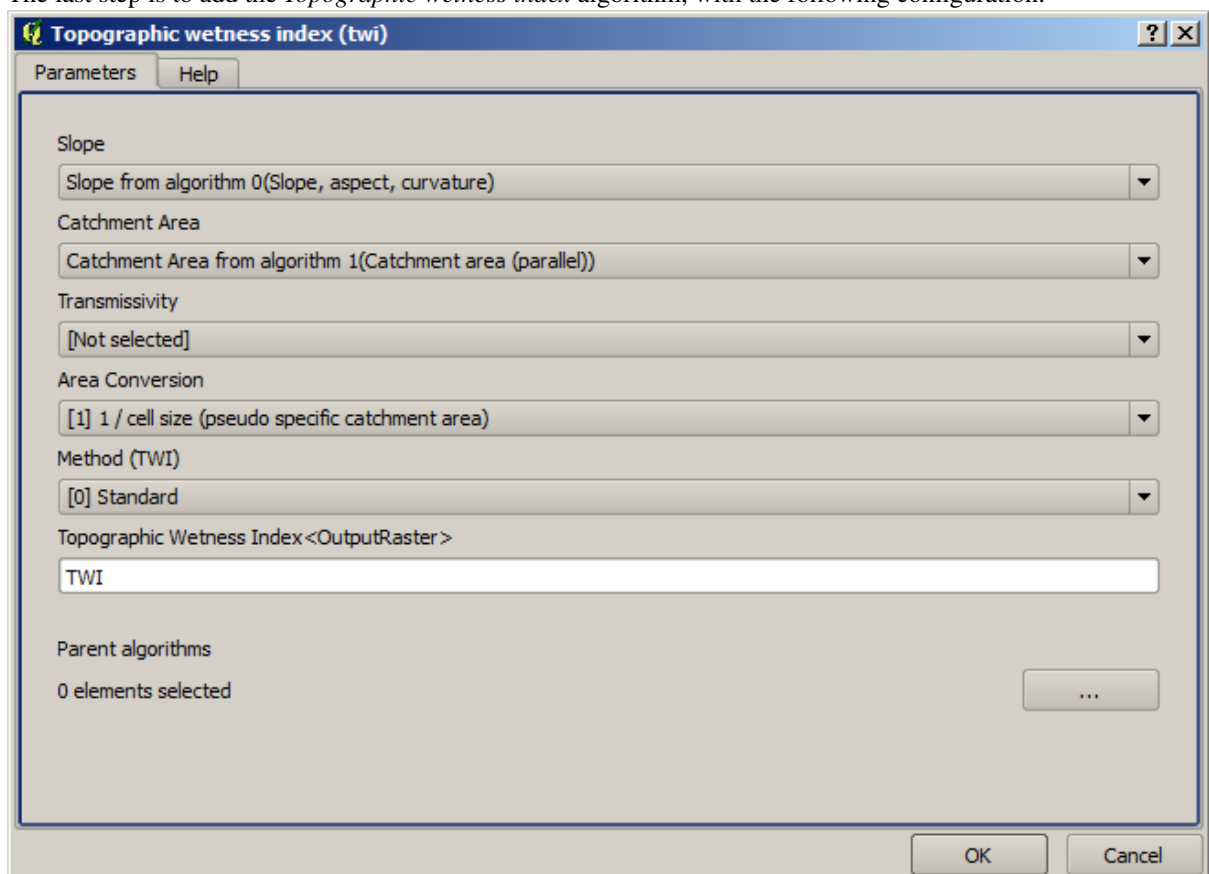 The last step is to add the Topographic wetness index algorithm, with the following configuration:
Topographic wetness index (twi)
Parameters Help
Slope
Slope from algorithm 0(Slope, aspect, curvature)
Catchment Area
Catchment Area from algorithm 1(Catchment area (parallel))
Transmissivity
[Not selected]
Area Conversion
[1] 1 / cell size (pseudo specific catchment area)
Method (TWI)
[0] Standard
Topographic Wetness Index<OutputRaster>
TWI
Parent algorithms
0 elements selected ...
OK Cancel